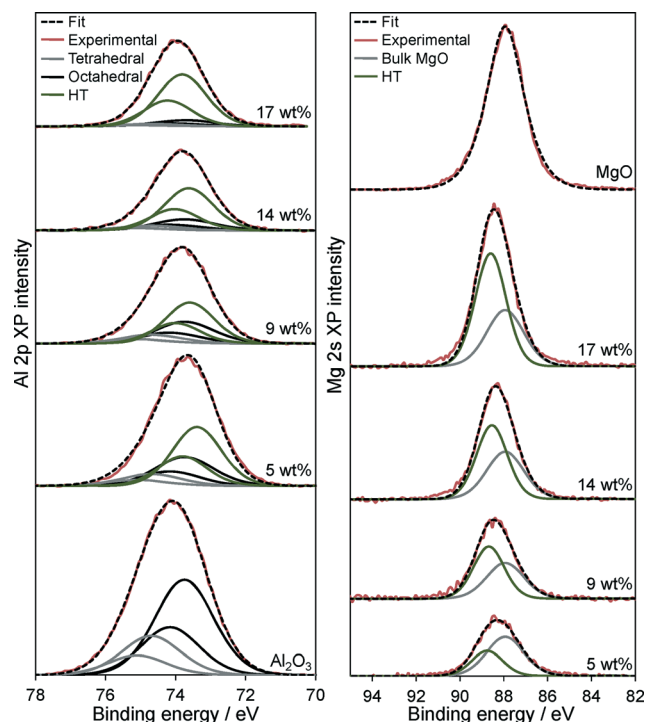 Fit
Experimental
Tetrahedral
Octahedral
HT
17 wt%
14 wt%
9 wt%
5 wt%
Al₂O₃
Al 2p XP intensity
78 76 74 72 70
Binding energy / eV
Fit
Experimental
Bulk MgO
HT
MgO
17 wt%
14 wt%
9 wt%
5 wt%
Mg 2s XP intensity
94 92 90 88 86 84 82
Binding energy / eV